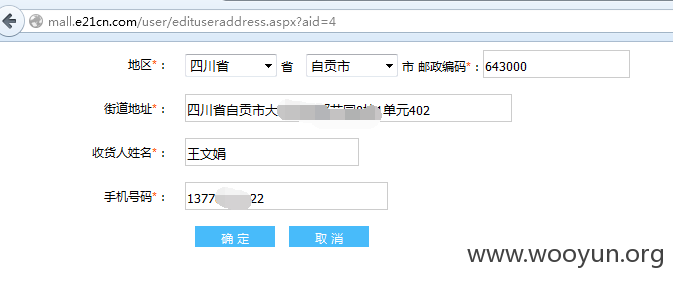 mall.e21cn.com/user/edituseraddress.aspx?aid=4
地区*： 四川省 省 自贡市 市 邮政编码*：643000
街道地址*： 四川省自贡市大 1单元402
收货人姓名*： 王文娟
手机号码*： 1377 22
确 定 取 消
www.wooyun.org